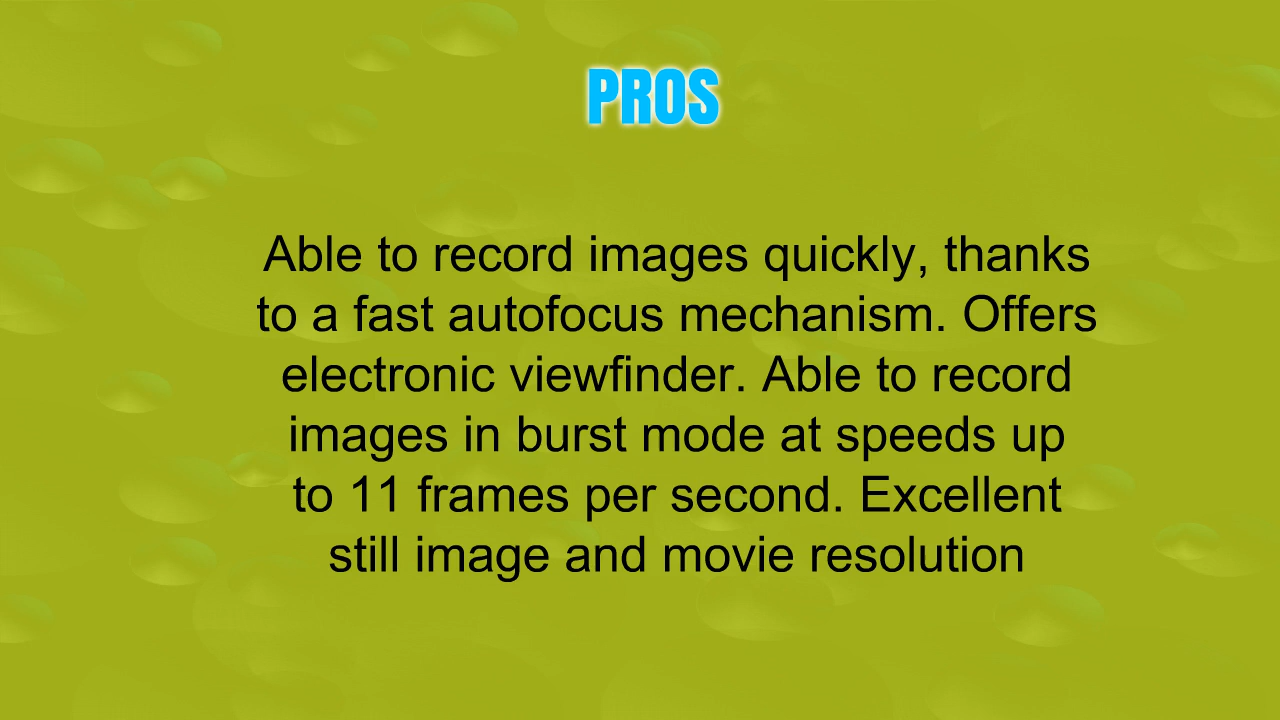 PROS
Able to record images quickly, thanks
to a fast autofocus mechanism. Offers
electronic viewfinder. Able to record
images in burst mode at speeds up
to 11 frames per second. Excellent
still image and movie resolution